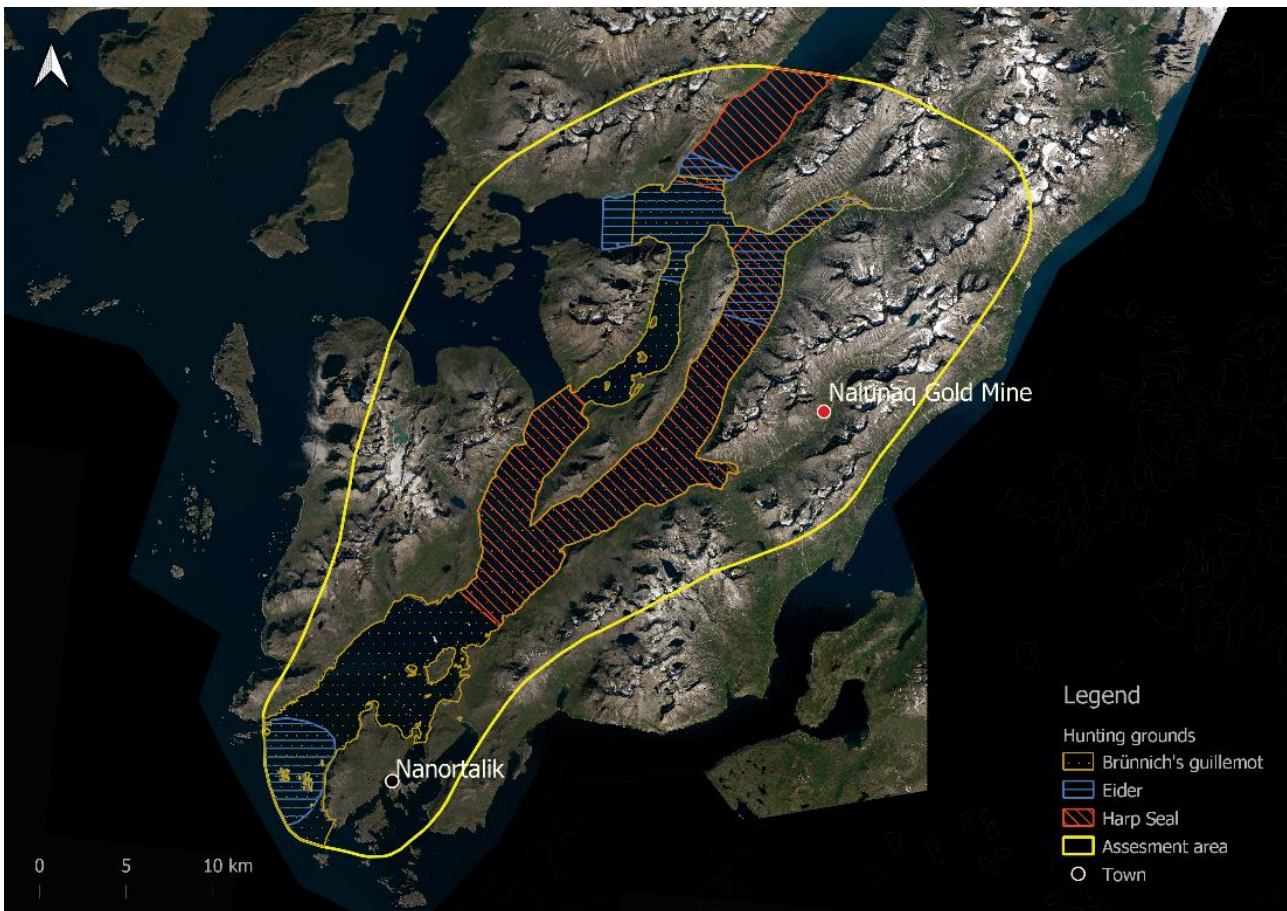 Nalunaq Gold Mine
Nanortalik
Legend
Hunting grounds
Brünnich's guillemot
Eider
Harp Seal
Assesment area
Town
0 5 10 km